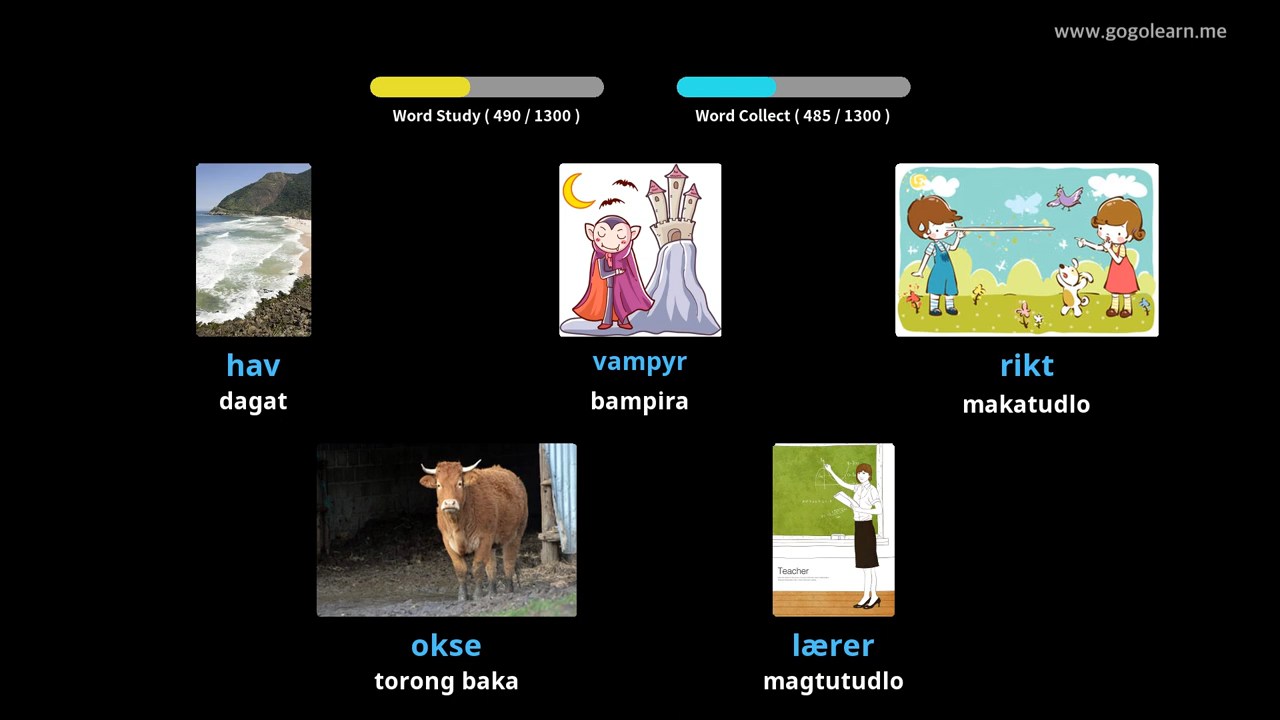 www.gogolearn.me
Word Study ( 490 / 1300 )
Word Collect ( 485 / 1300 )
hav
dagat
vampyr
bampira
rikt
makatudlo
okse
torong baka
Teacher
lærer
magtutudlo